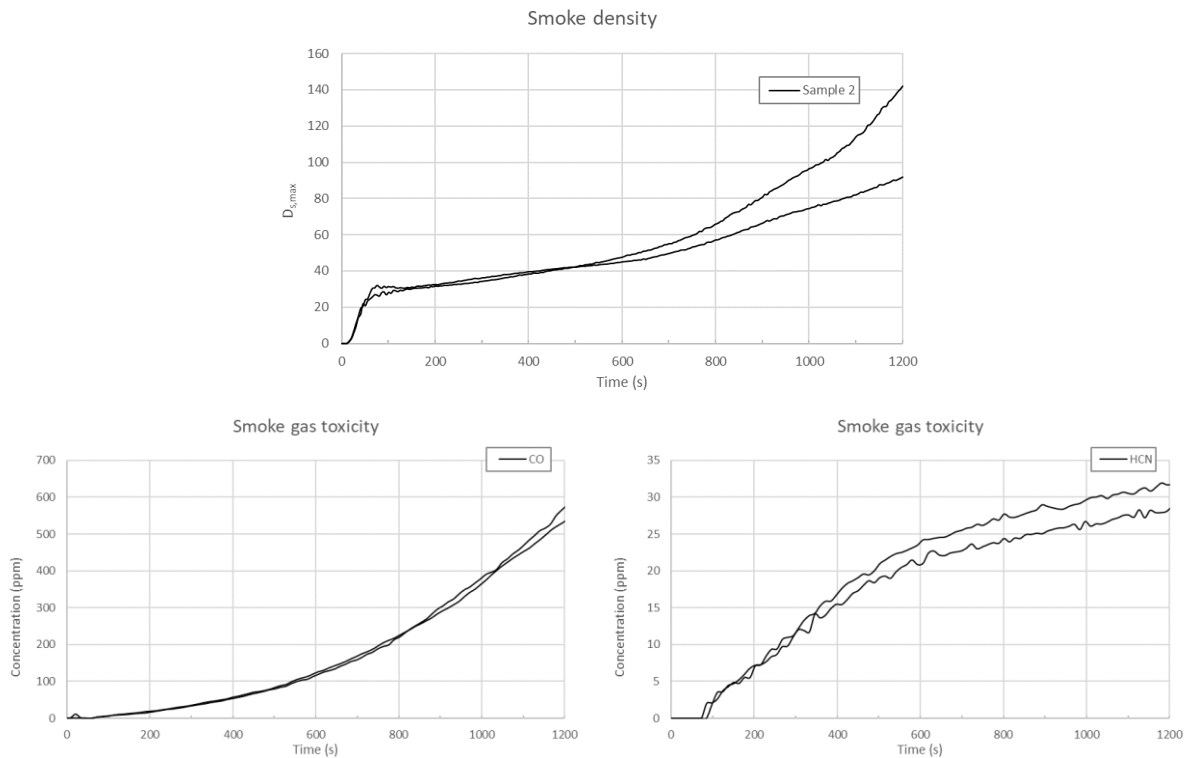 Smoke density
160
140
120
100
80
60
40
20
0
D_s,max
Sample 2
0 200 400 600 800 1000 1200
Time (s)
Smoke gas toxicity
700
600
500
400
300
200
100
0
Concentration (ppm)
CO
0 200 400 600 800 1000 1200
Time (s)
Smoke gas toxicity
35
30
25
20
15
10
5
0
Concentration (ppm)
HCN
0 200 400 600 800 1000 1200
Time (s)